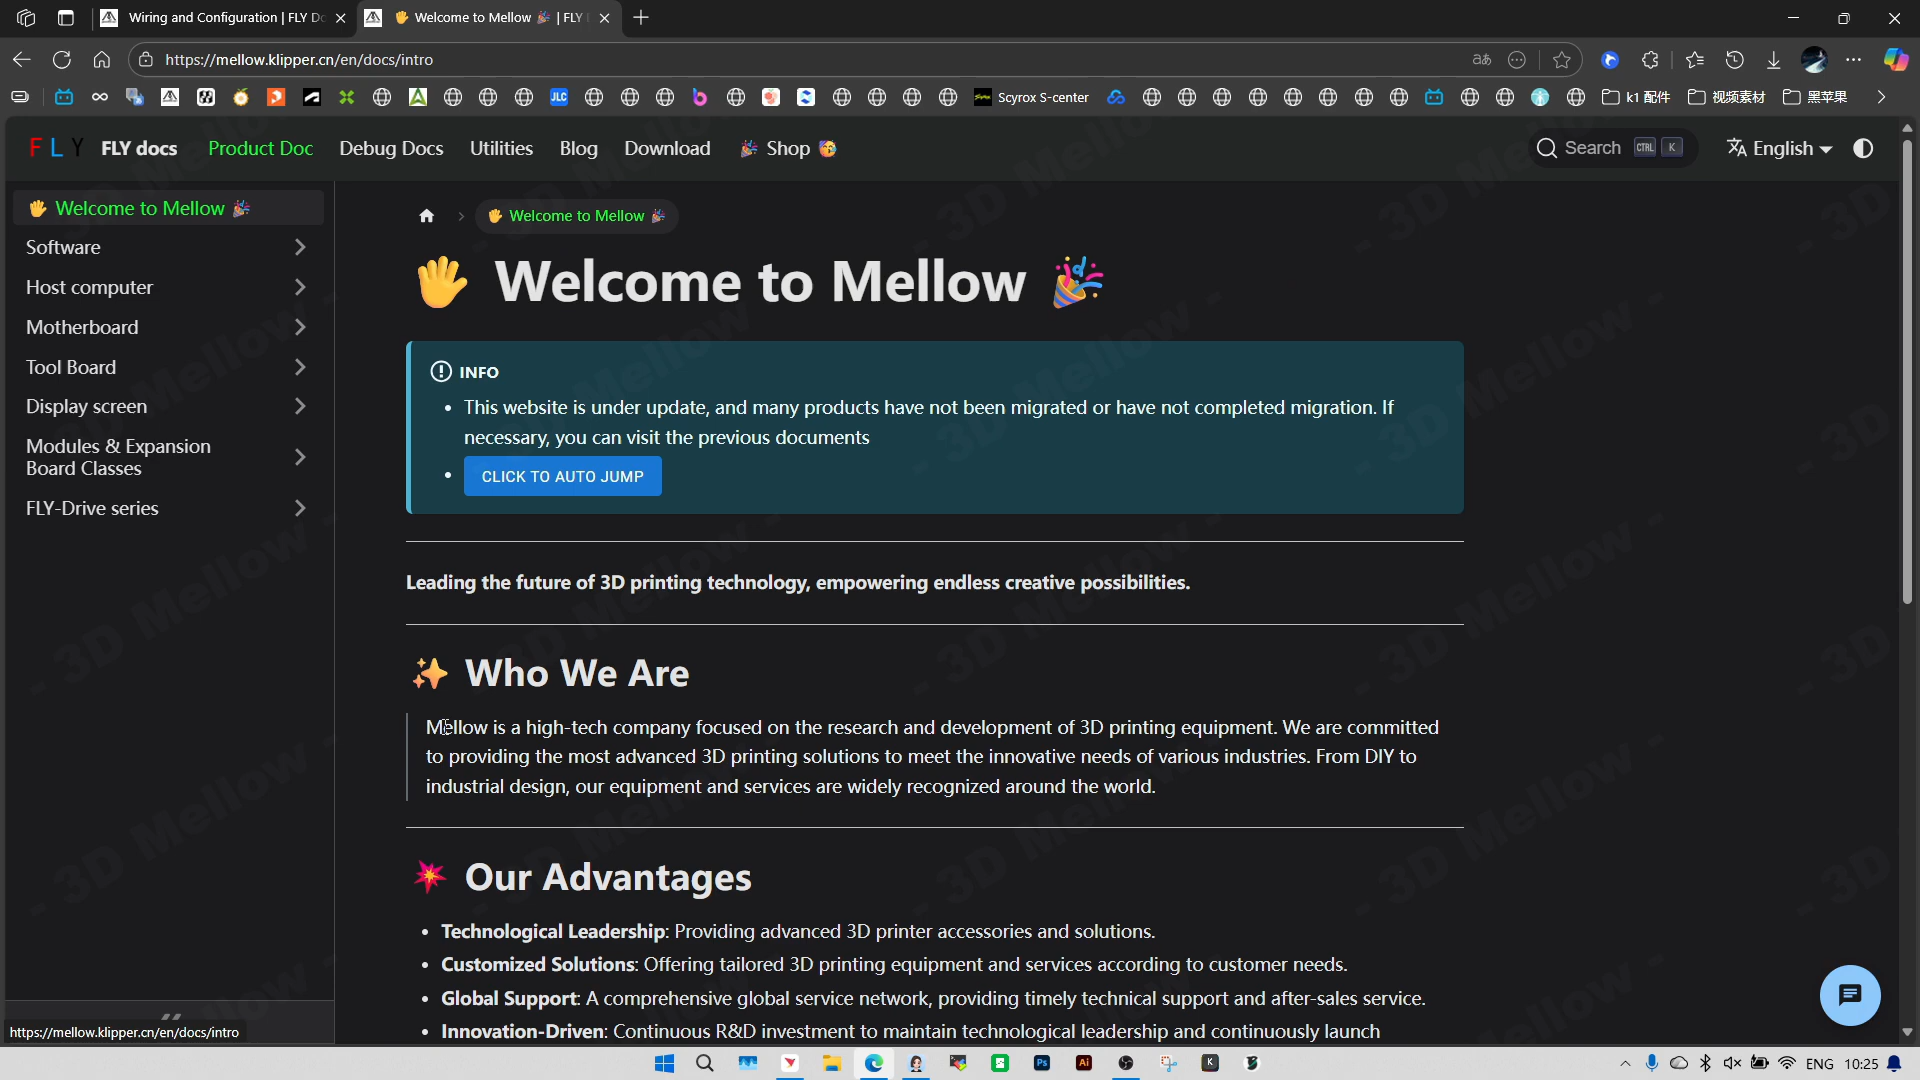 Wiring and Configuration | FLY Do
Welcome to Mellow | FLY
https://mellow.klipper.cn/en/docs/intro
JLC
Scyrox S-center
k1 配件
视频素材
黑苹果
FLY FLY docs Product Doc Debug Docs Utilities Blog Download Shop
Search CTRL K
English
Welcome to Mellow
Software
Host computer
Motherboard
Tool Board
Display screen
Modules & Expansion
Board Classes
FLY-Drive series
Welcome to Mellow
Welcome to Mellow
INFO
• This website is under update, and many products have not been migrated or have not completed migration. If
necessary, you can visit the previous documents
• CLICK TO AUTO JUMP
Leading the future of 3D printing technology, empowering endless creative possibilities.
Who We Are
Mellow is a high-tech company focused on the research and development of 3D printing equipment. We are committed
to providing the most advanced 3D printing solutions to meet the innovative needs of various industries. From DIY to
industrial design, our equipment and services are widely recognized around the world.
Our Advantages
• Technological Leadership: Providing advanced 3D printer accessories and solutions.
• Customized Solutions: Offering tailored 3D printing equipment and services according to customer needs.
• Global Support: A comprehensive global service network, providing timely technical support and after-sales service.
• Innovation-Driven: Continuous R&D investment to maintain technological leadership and continuously launch
https://mellow.klipper.cn/en/docs/intro
Ps
Ai
K
ENG 10:25
- 3D Mellow -